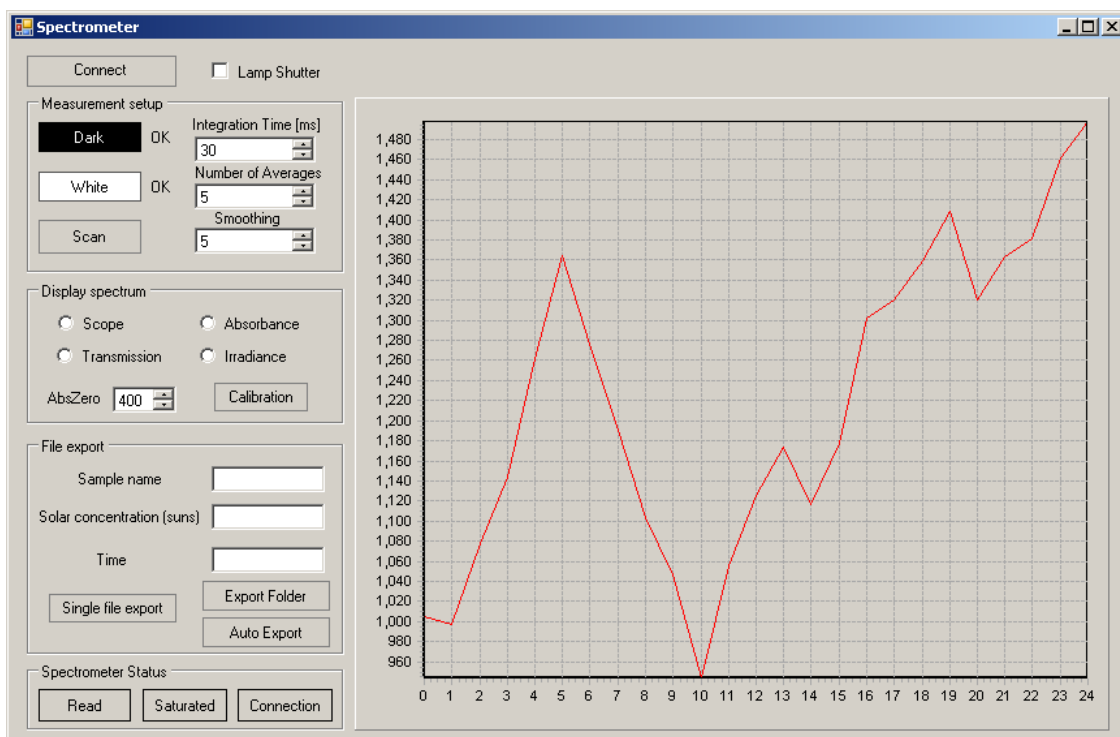 Spectrometer
Connect
Lamp Shutter
Measurement setup
Dark OK
Integration Time [ms]
30
White OK
Number of Averages
5
Scan
Smoothing
5
Display spectrum
Scope
Absorbance
Transmission
Irradiance
AbsZero 400
Calibration
File export
Sample name
Solar concentration (suns)
Time
Single file export
Export Folder
Auto Export
Spectrometer Status
Read
Saturated
Connection
1,480
1,460
1,440
1,420
1,400
1,380
1,360
1,340
1,320
1,300
1,280
1,260
1,240
1,220
1,200
1,180
1,160
1,140
1,120
1,100
1,080
1,060
1,040
1,020
1,000
980
960
0 1 2 3 4 5 6 7 8 9 10 11 12 13 14 15 16 17 18 19 20 21 22 23 24